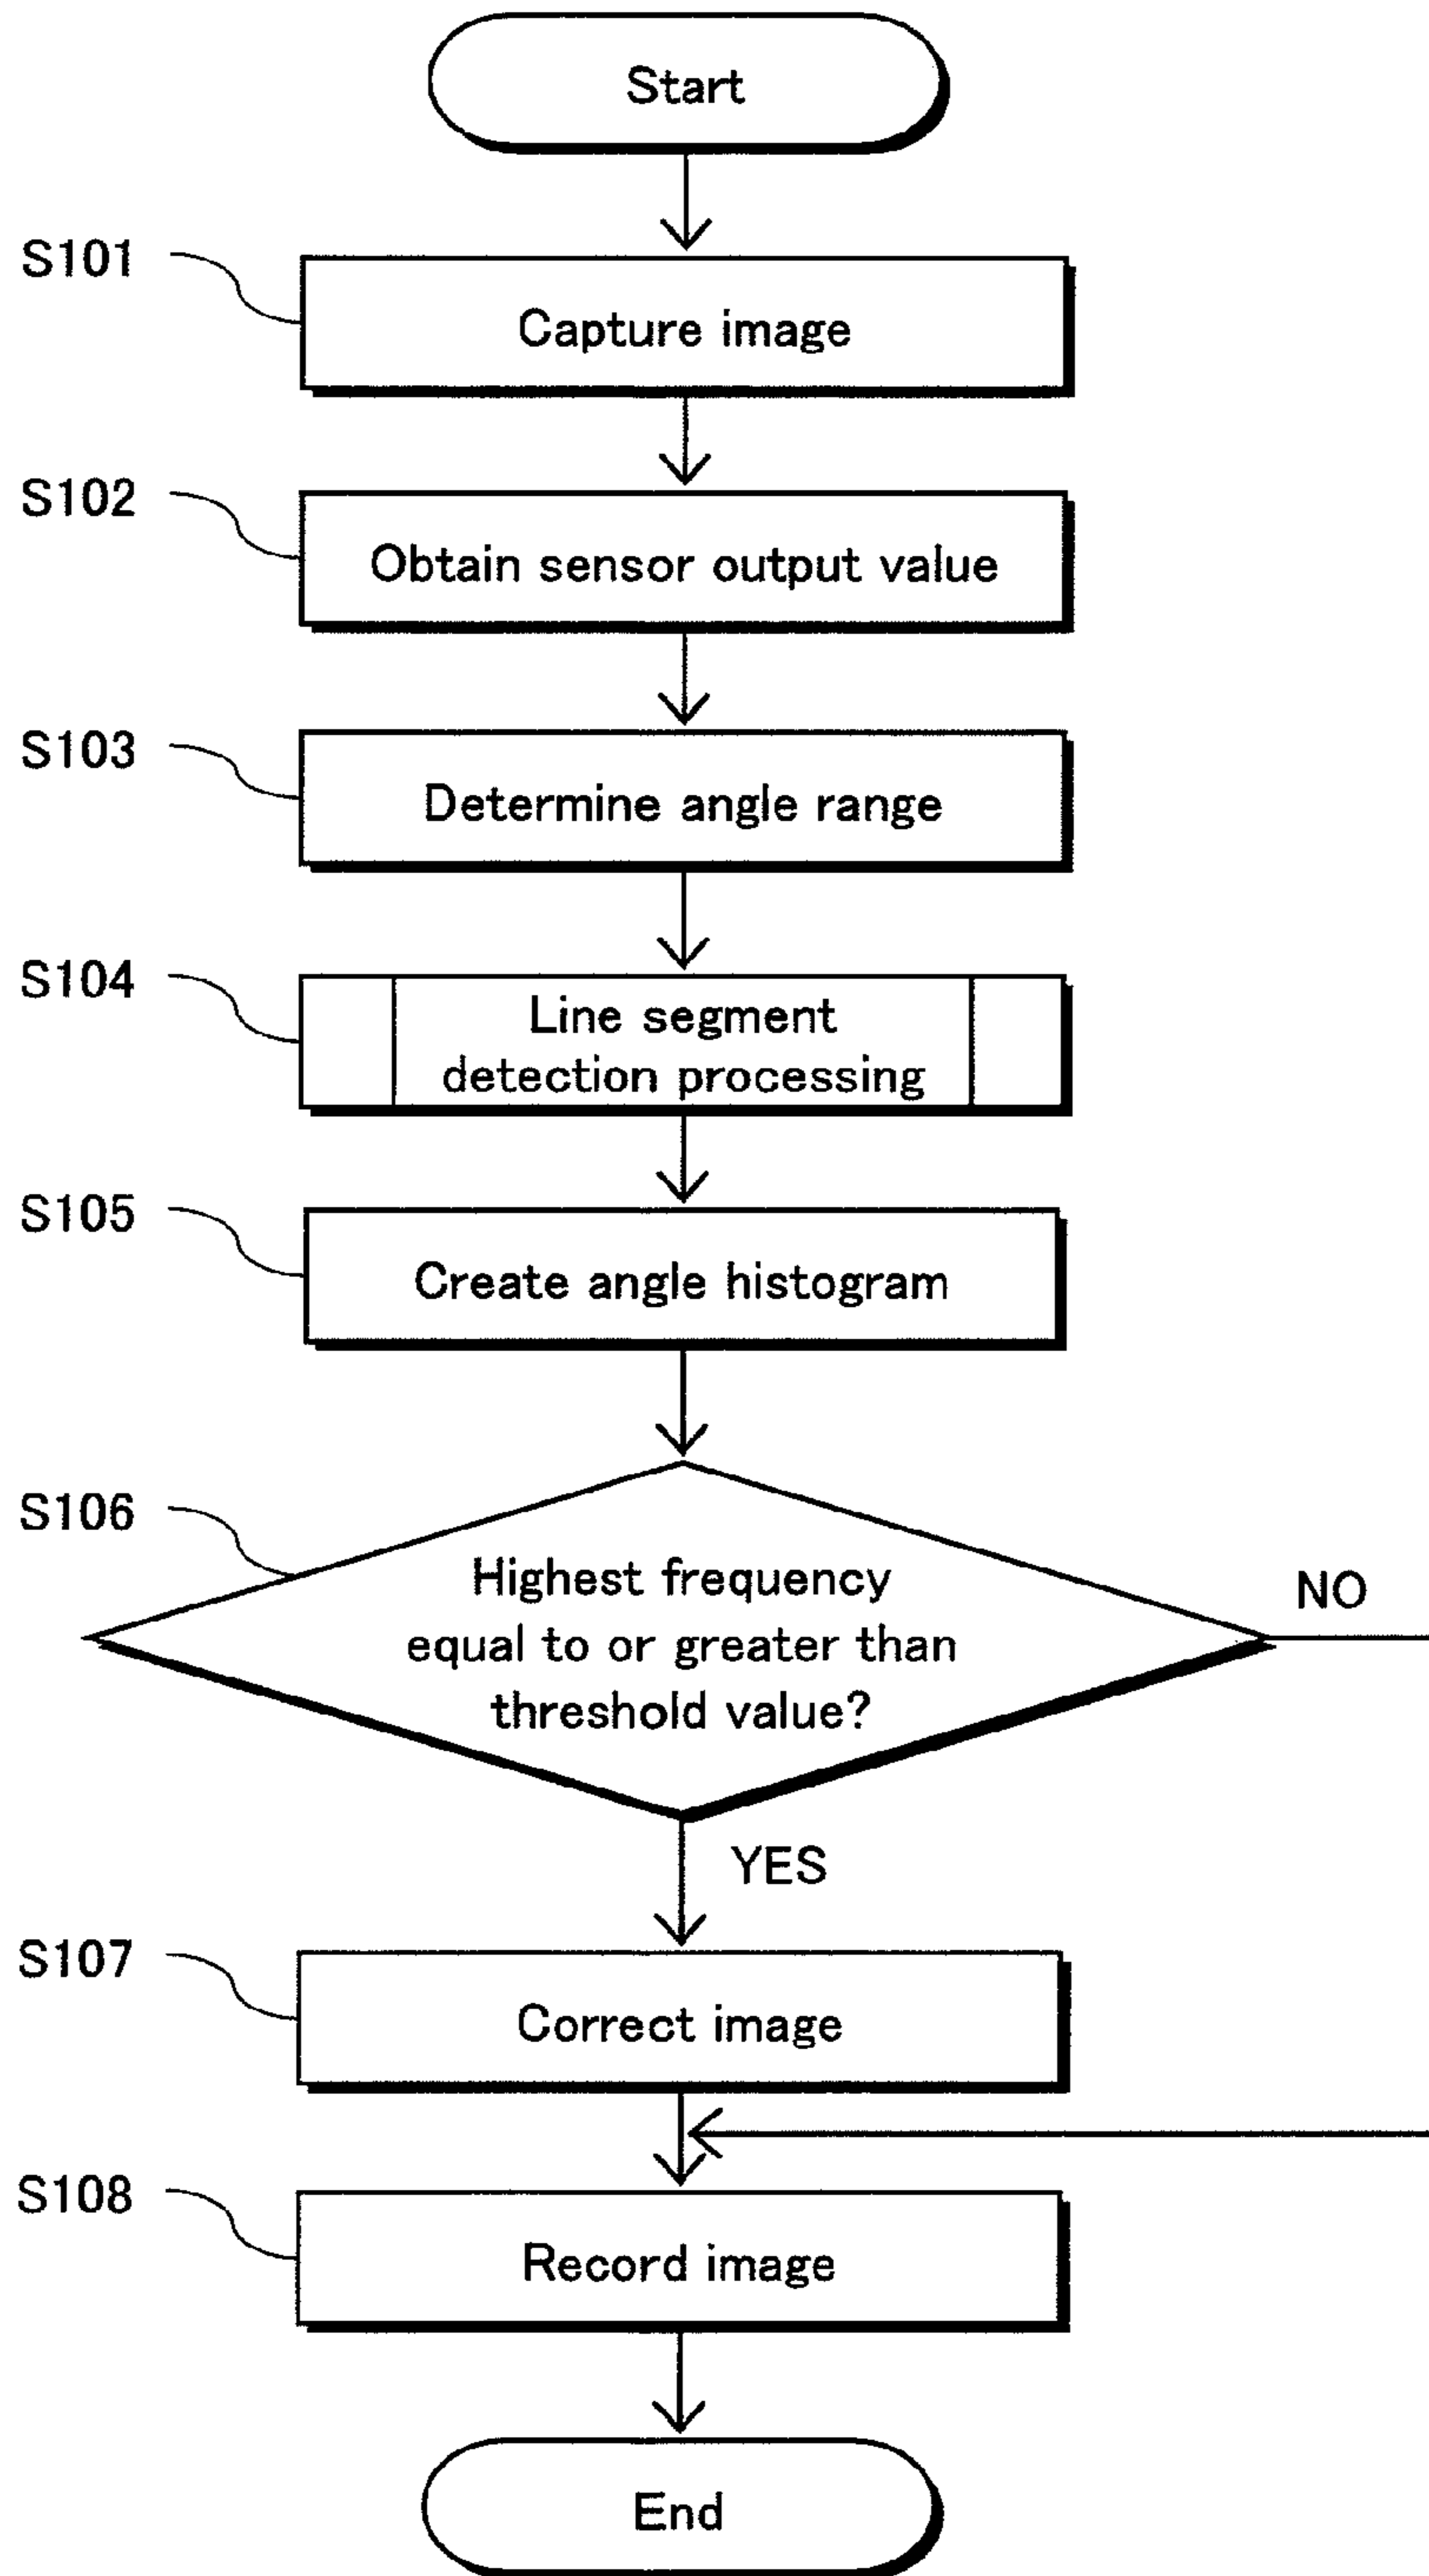 Start
S101
Capture image
S102
Obtain sensor output value
S103
Determine angle range
S104
Line segment
detection processing
S105
Create angle histogram
S106
Highest frequency
equal to or greater than
threshold value?
NO
YES
S107
Correct image
S108
Record image
End